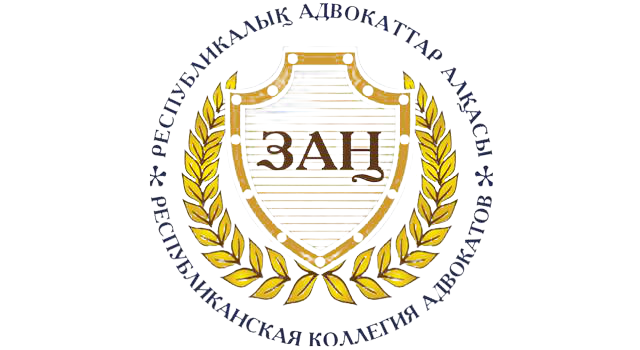 РЕСПУБЛИКАЛЫҚ АДВОКАТТАР АЛҚАСЫ
ЗАҢ
РЕСПУБЛИКАНСКАЯ КОЛЛЕГИЯ АДВОКАТОВ